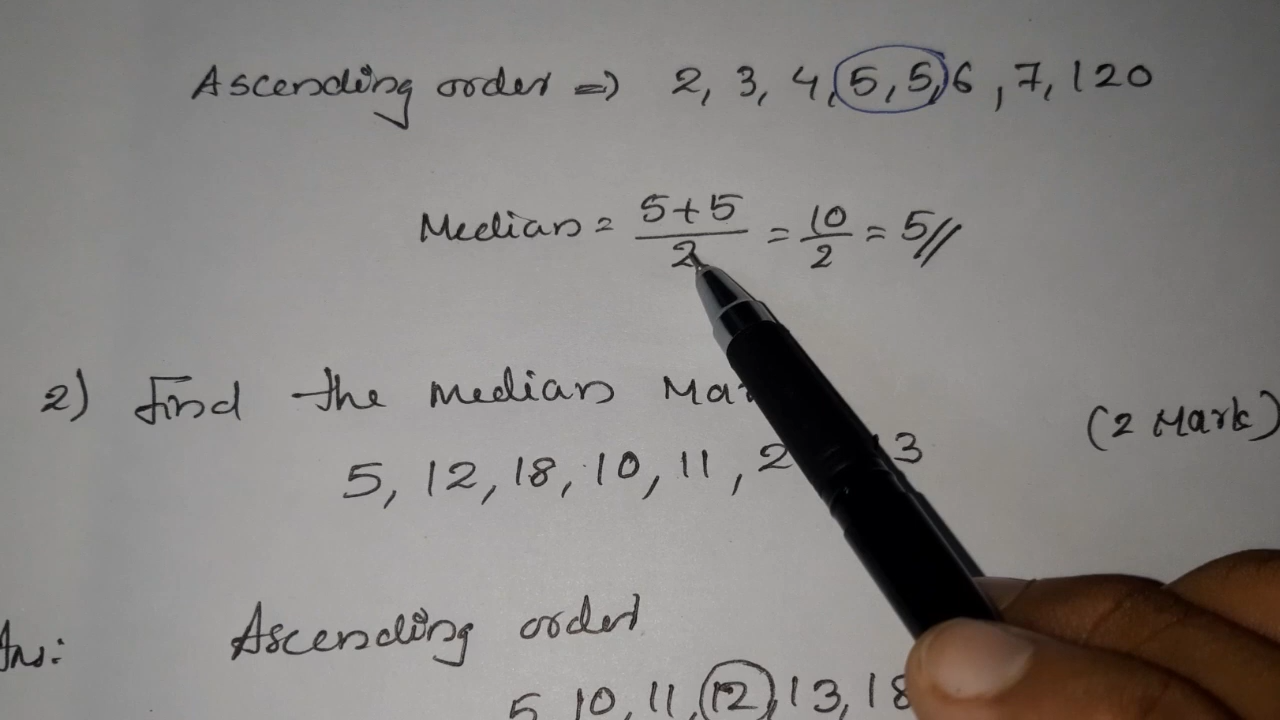 Ascending order => 2, 3, 4, 5, 5, 6, 7, 120
Median = 5+5/2 = 10/2 = 5//
2) Find the Median
(2 Mark)
5, 12, 18, 10, 11, 3
Ans: Ascending order
5 10, 11, 12, 13, 18